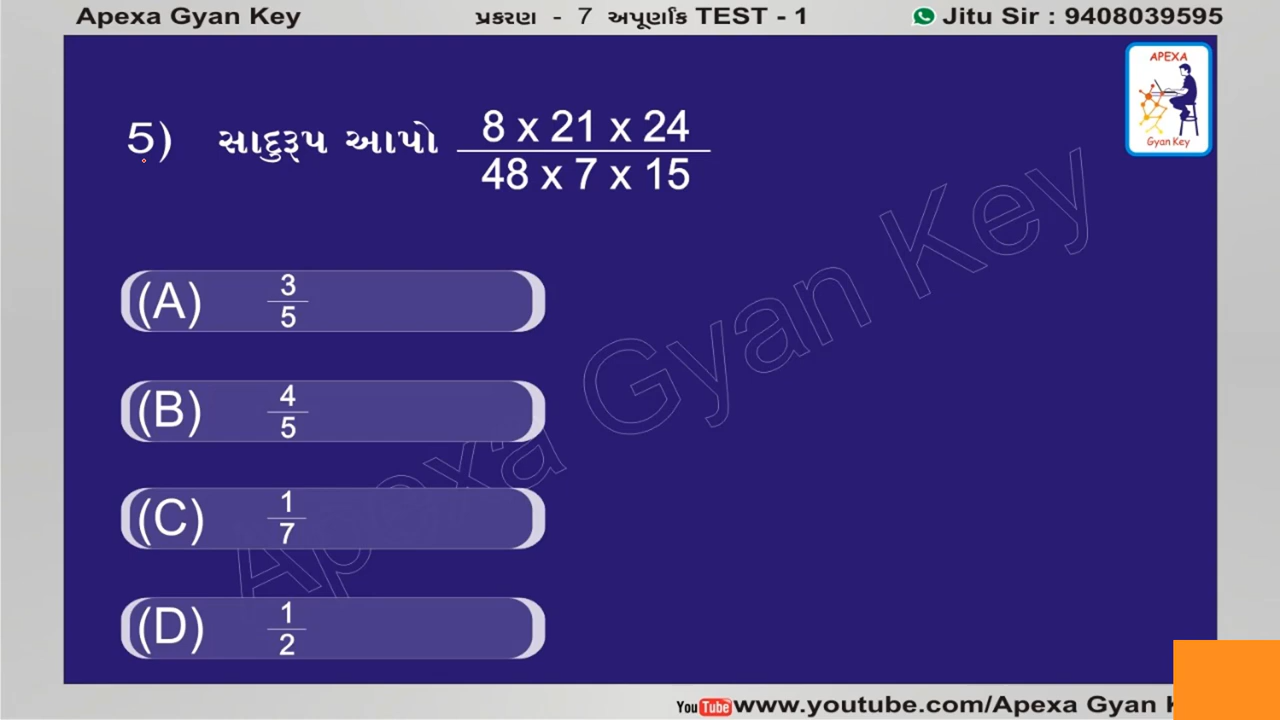 Apexa Gyan Key પ્રકરણ - 7 અપૂર્ણાંક TEST - 1 Jitu Sir : 9408039595
APEXA
Gyan Key
5) સાદુરૂપ આપો 8 x 21 x 24
48 x 7 x 15
(A) 3
5
(B) 4
5
(C) 1
7
(D) 1
2
Apexa Gyan Key
You Tube www.youtube.com/Apexa Gyan